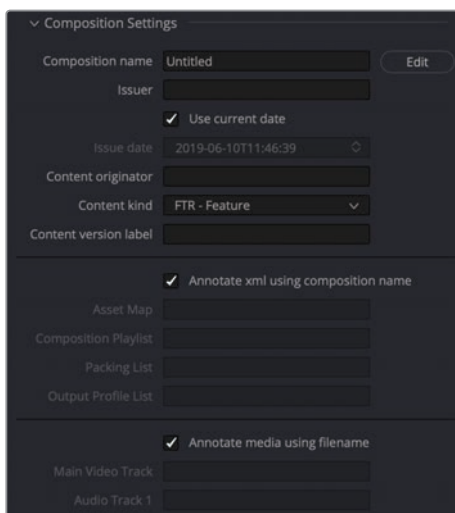 Composition Settings
Composition name Untitled Edit
Issuer
Use current date
Issue date 2019-06-10T11:46:39
Content originator
Content kind FTR - Feature
Content version label
Annotate xml using composition name
Asset Map
Composition Playlist
Packing List
Output Profile List
Annotate media using filename
Main Video Track
Audio Track 1